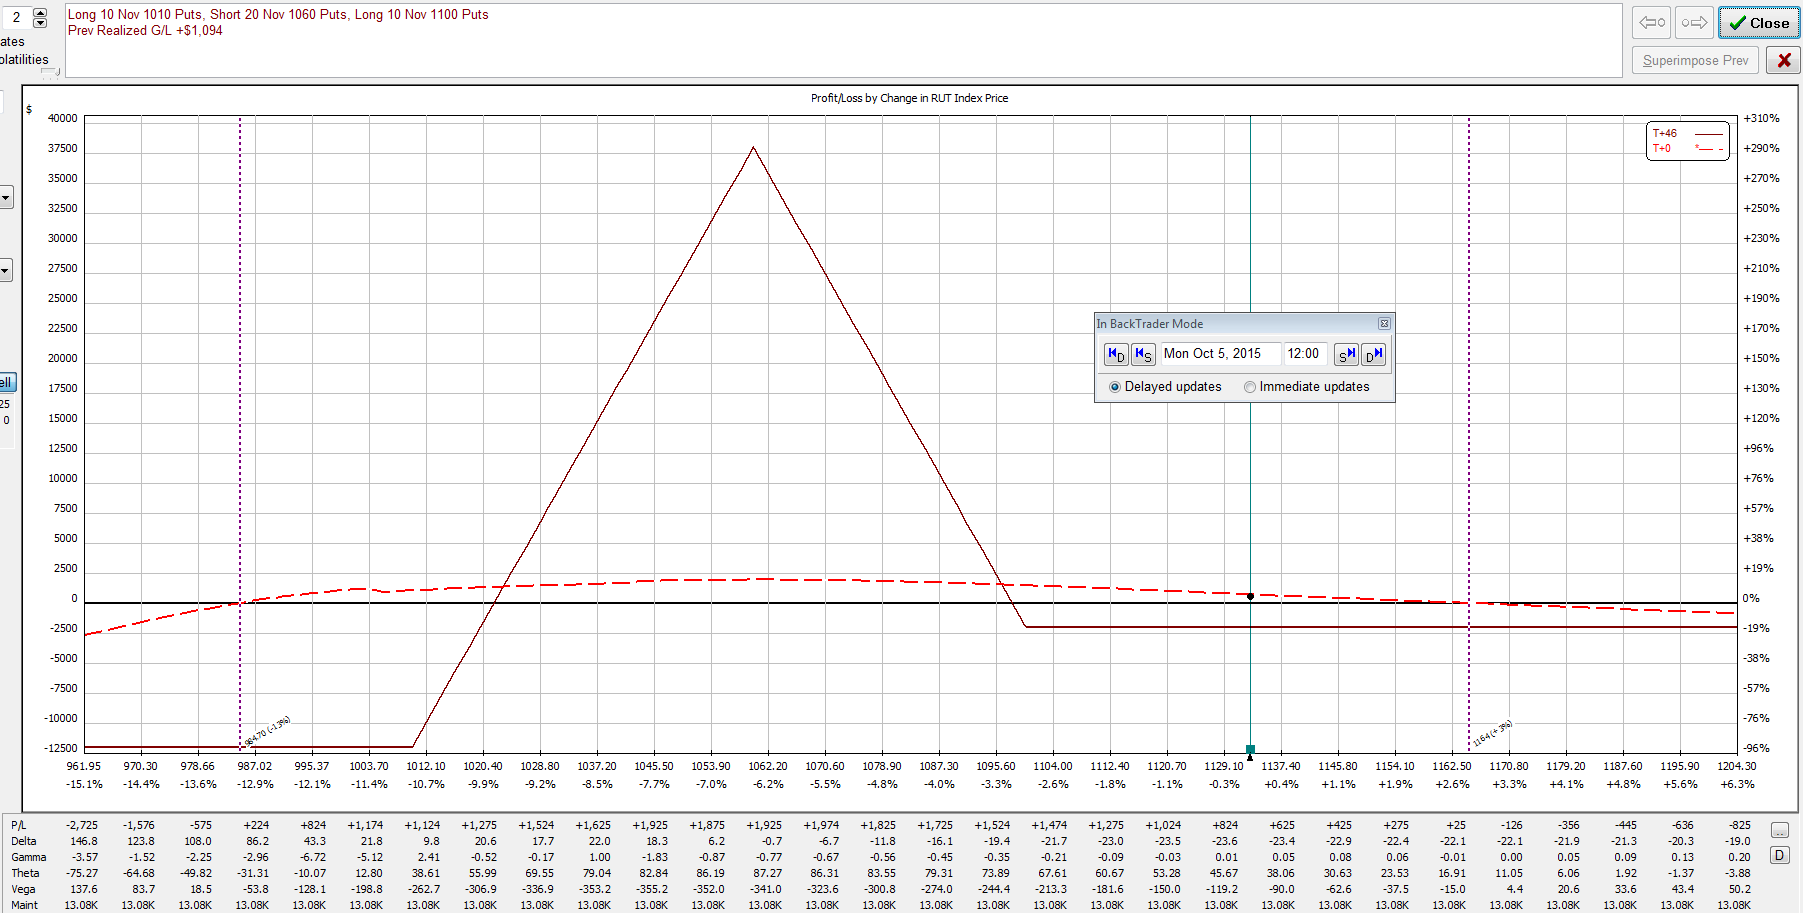 Long 10 Nov 1010 Puts, Short 20 Nov 1060 Puts, Long 10 Nov 1100 Puts
Prev Realized G/L +$1,094
2
ates
olatilities
Close
Superimpose Prev
ell
25
0
Profit/Loss by Change in RUT Index Price
$
40000
37500
35000
32500
30000
27500
25000
22500
20000
17500
15000
12500
10000
7500
5000
2500
0
-2500
-5000
-7500
-10000
-12500
+310%
+290%
+270%
+250%
+230%
+210%
+190%
+170%
+150%
+130%
+120%
+96%
+76%
+57%
+38%
+19%
0%
-19%
-38%
-57%
-76%
-96%
T+46
T+0
In BackTrader Mode
D S Mon Oct 5, 2015 12:00 S D
Delayed updates Immediate updates
984.70 (-13%)
1164 (+3%)
961.95 970.30 978.66 987.02 995.37 1003.70 1012.10 1020.40 1028.80 1037.20 1045.50 1053.90 1062.20 1070.60 1078.90 1087.30 1095.60 1104.00 1112.40 1120.70 1129.10 1137.40 1145.80 1154.10 1162.50 1170.80 1179.20 1187.60 1195.90 1204.30
-15.1% -14.4% -13.6% -12.9% -12.1% -11.4% -10.7% -9.9% -9.2% -8.5% -7.7% -7.0% -6.2% -5.5% -4.8% -4.0% -3.3% -2.6% -1.8% -1.1% -0.3% +0.4% +1.1% +1.9% +2.6% +3.3% +4.1% +4.8% +5.6% +6.3%
P/L -2,725 -1,576 -575 +224 +824 +1,174 +1,124 +1,275 +1,524 +1,625 +1,925 +1,875 +1,925 +1,974 +1,825 +1,725 +1,524 +1,474 +1,275 +1,024 +824 +625 +425 +275 +25 -126 -356 -445 -636 -825
Delta 146.8 123.8 108.0 86.2 43.3 21.8 9.8 20.6 17.7 22.0 18.3 6.2 -0.7 -6.7 -11.8 -16.1 -19.4 -21.7 -23.0 -23.5 -23.6 -23.4 -22.9 -22.4 -22.1 -22.1 -21.9 -21.3 -20.3 -19.0
Gamma -3.57 -1.52 -2.25 -2.96 -6.72 -5.12 2.41 -0.52 -0.17 1.00 -1.83 -0.87 -0.77 -0.67 -0.56 -0.45 -0.35 -0.21 -0.09 -0.03 0.01 0.05 0.08 0.06 -0.01 0.00 0.05 0.09 0.13 0.20
Theta -75.27 -64.68 -49.82 -31.31 -10.07 12.80 38.61 55.99 69.55 79.04 82.84 86.19 87.27 86.31 83.55 79.31 73.89 67.61 60.67 53.28 45.67 38.06 30.63 23.53 16.91 11.05 6.06 1.92 -1.37 -3.88
Vega 137.6 83.7 18.5 -53.8 -128.1 -198.8 -262.7 -306.9 -336.9 -353.2 -355.2 -352.0 -341.0 -323.6 -300.8 -274.0 -244.4 -213.3 -181.6 -150.0 -119.2 -90.0 -62.6 -37.5 -15.0 4.4 20.6 33.6 43.4 50.2
Maint 13.08K 13.08K 13.08K 13.08K 13.08K 13.08K 13.08K 13.08K 13.08K 13.08K 13.08K 13.08K 13.08K 13.08K 13.08K 13.08K 13.08K 13.08K 13.08K 13.08K 13.08K 13.08K 13.08K 13.08K 13.08K 13.08K 13.08K 13.08K 13.08K 13.08K
...
D